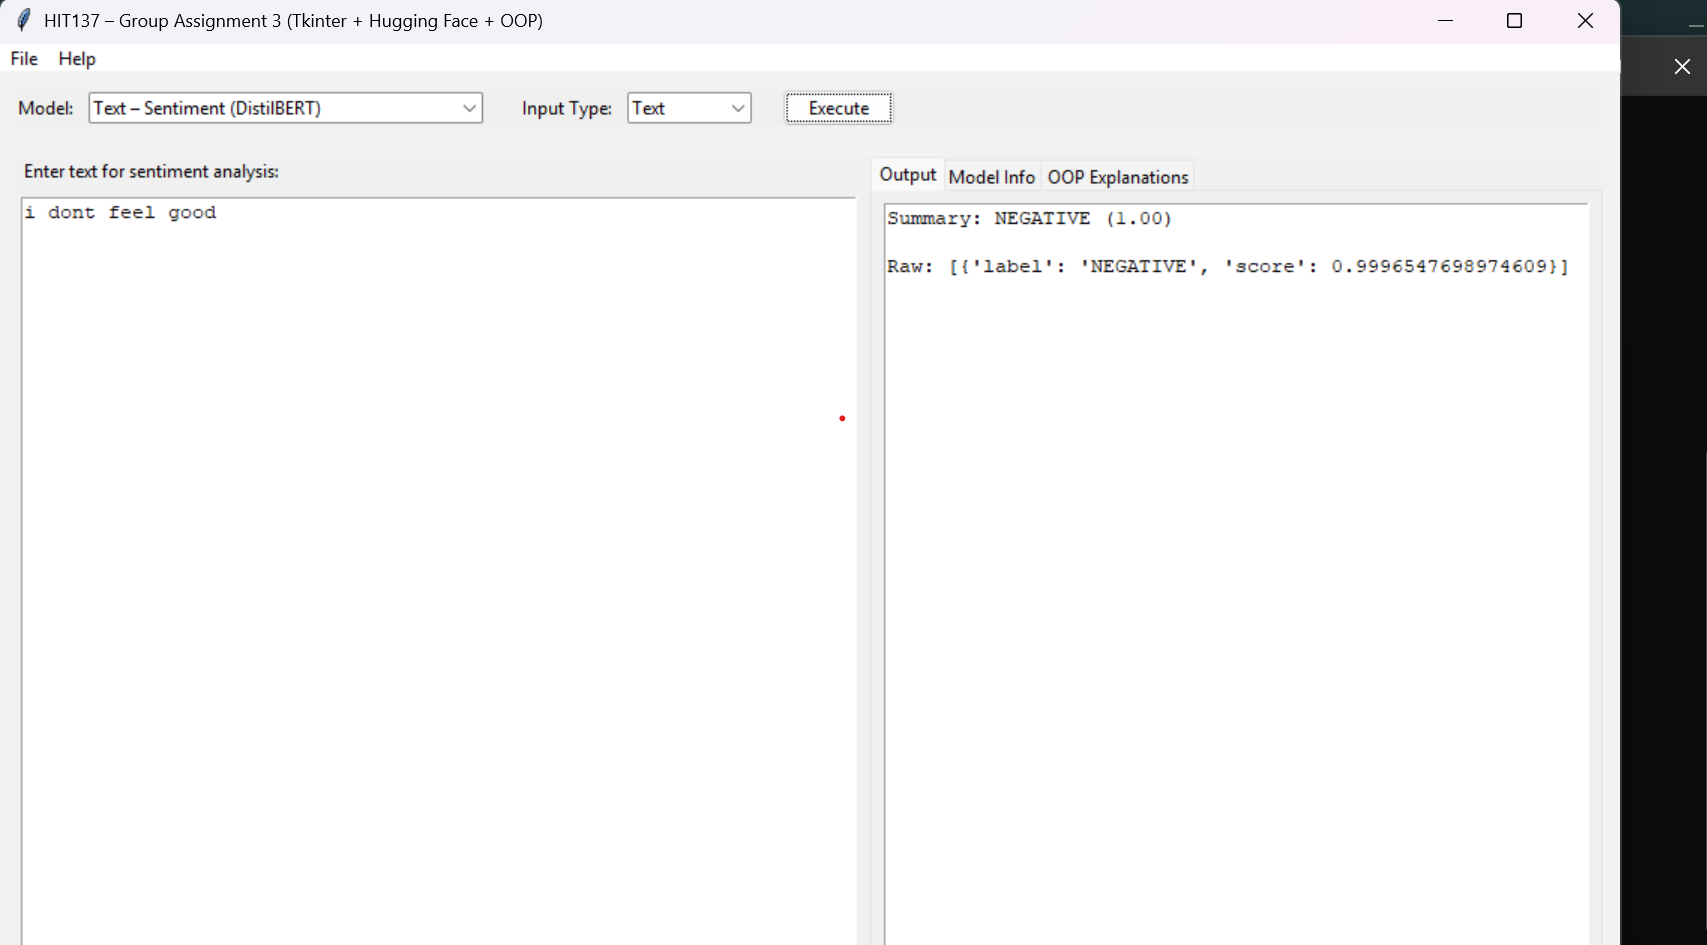 HIT137 – Group Assignment 3 (Tkinter + Hugging Face + OOP)
File Help
Model: Text – Sentiment (DistilBERT) Input Type: Text Execute
Enter text for sentiment analysis:
i dont feel good
Output Model Info OOP Explanations
Summary: NEGATIVE (1.00)
Raw: [{'label': 'NEGATIVE', 'score': 0.9996547698974609}]